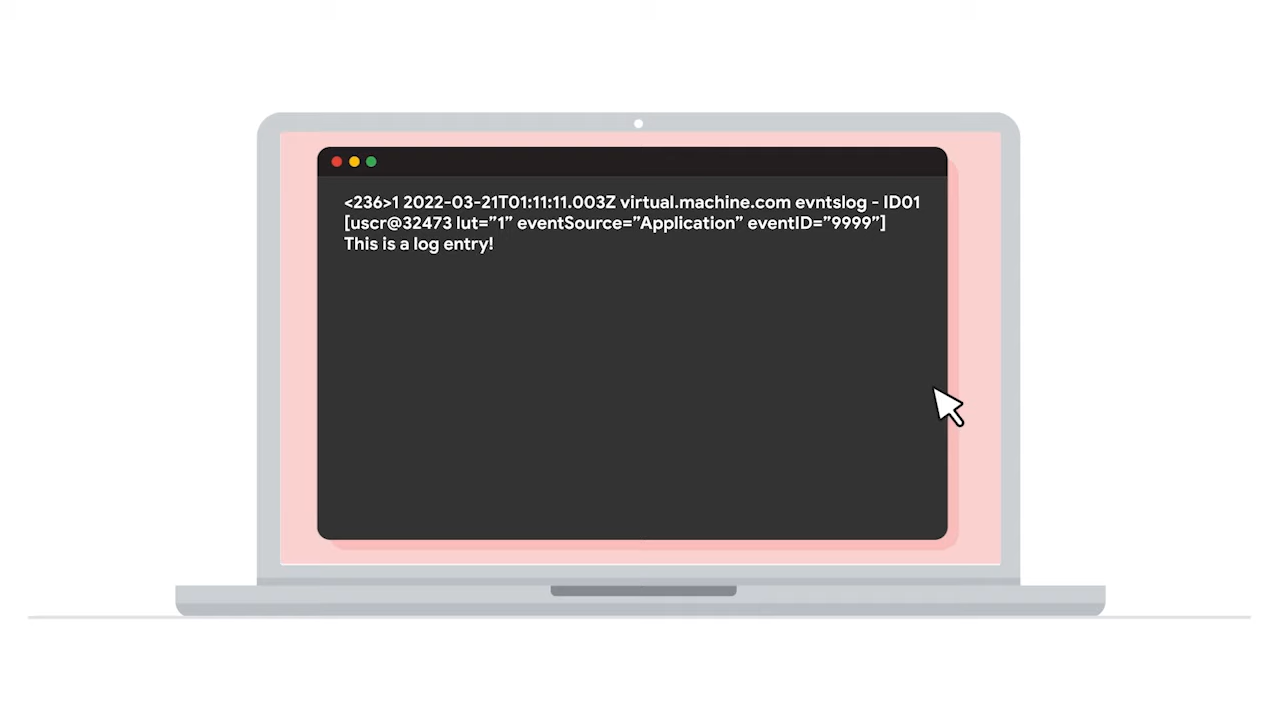 <236>1 2022-03-21T01:11:11.003Z virtual.machine.com evntslog - ID01
[uscr@32473 lut=”1” eventSource=”Application” eventID=”9999”]
This is a log entry!